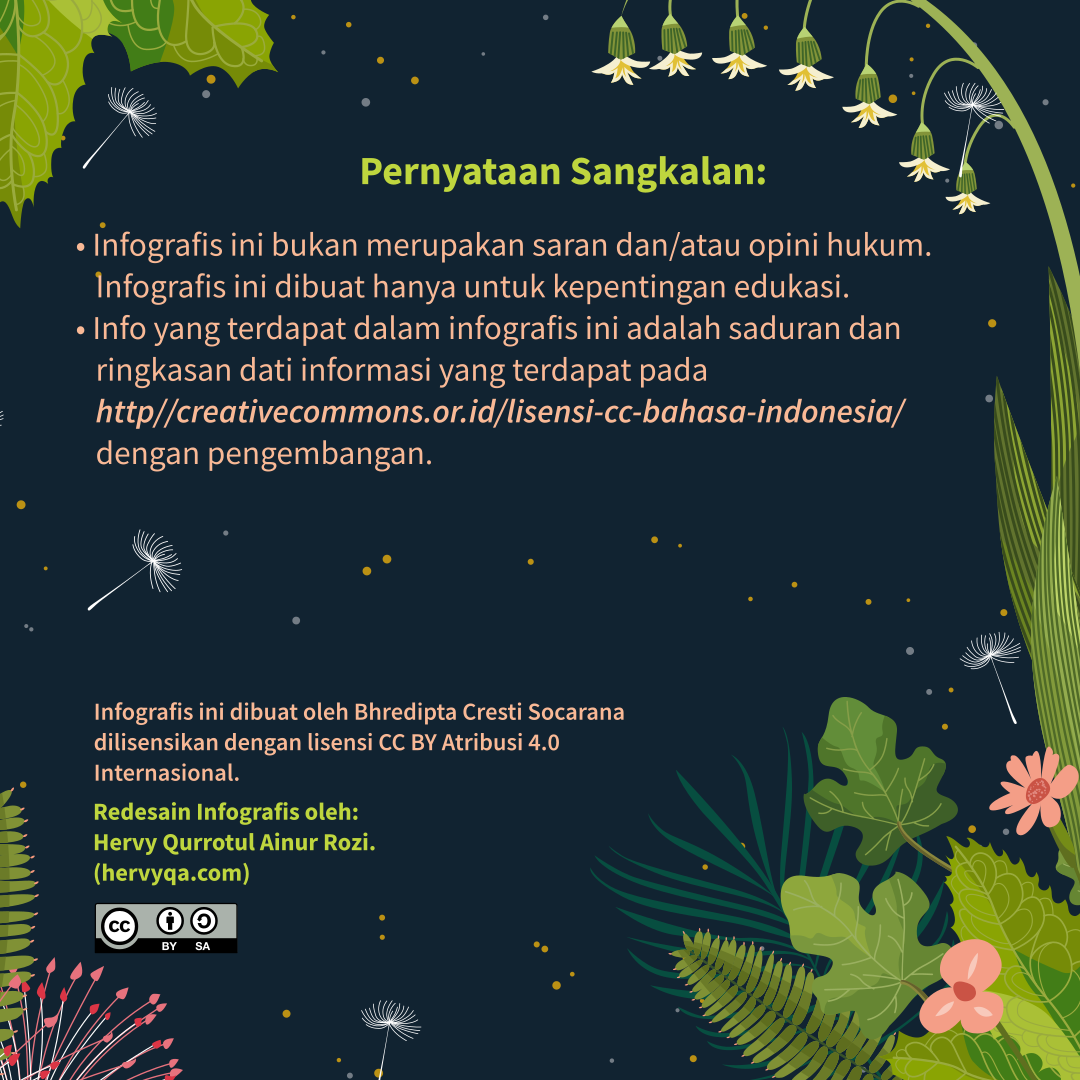 Pernyataan Sangkalan:
• Infografis ini bukan merupakan saran dan/atau opini hukum.
Infografis ini dibuat hanya untuk kepentingan edukasi.
• Info yang terdapat dalam infografis ini adalah saduran dan
ringkasan dati informasi yang terdapat pada
http//creativecommons.or.id/lisensi-cc-bahasa-indonesia/
dengan pengembangan.
Infografis ini dibuat oleh Bhredipta Cresti Socarana
dilisensikan dengan lisensi CC BY Atribusi 4.0
Internasional.
Redesain Infografis oleh:
Hervy Qurrotul Ainur Rozi.
(hervyqa.com)
cc
BY SA